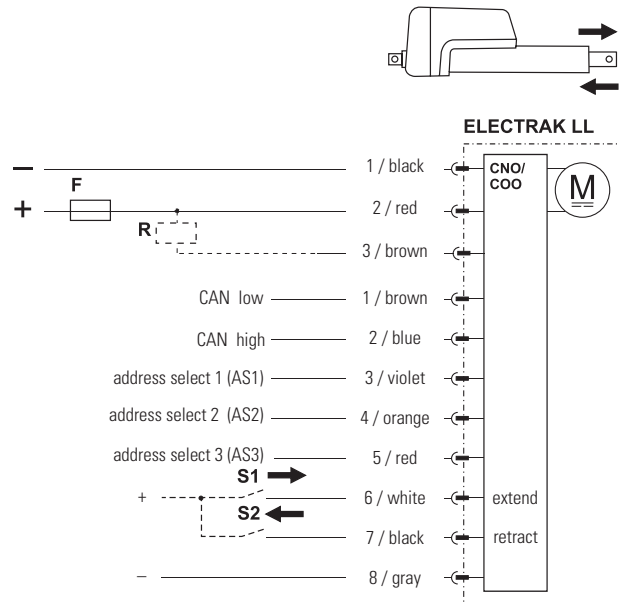 ELECTRAK LL
– 1 / black CNO/
COO
M
F
+ 2 / red
R
3 / brown
CAN low 1 / brown
CAN high 2 / blue
address select 1 (AS1) 3 / violet
address select 2 (AS2) 4 / orange
address select 3 (AS3) 5 / red
S1
+ 6 / white extend
S2
7 / black retract
– 8 / gray